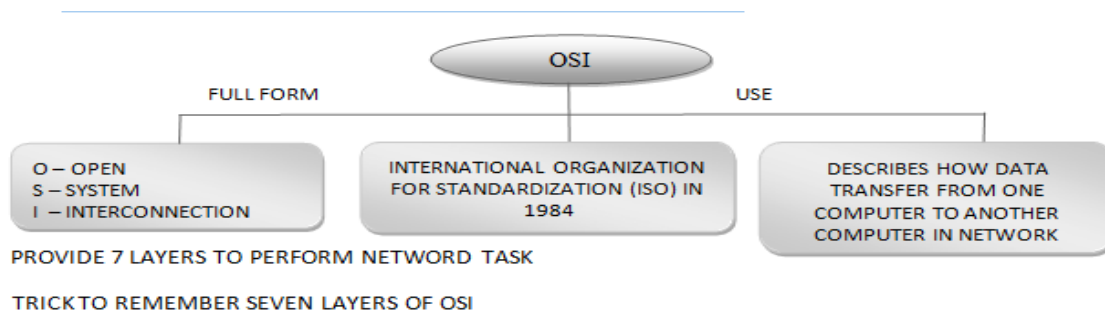 OSI
FULL FORM
USE
O – OPEN
S – SYSTEM
I – INTERCONNECTION
INTERNATIONAL ORGANIZATION
FOR STANDARDIZATION (ISO) IN
1984
DESCRIBES HOW DATA
TRANSFER FROM ONE
COMPUTER TO ANOTHER
COMPUTER IN NETWORK
PROVIDE 7 LAYERS TO PERFORM NETWORD TASK
TRICK TO REMEMBER SEVEN LAYERS OF OSI